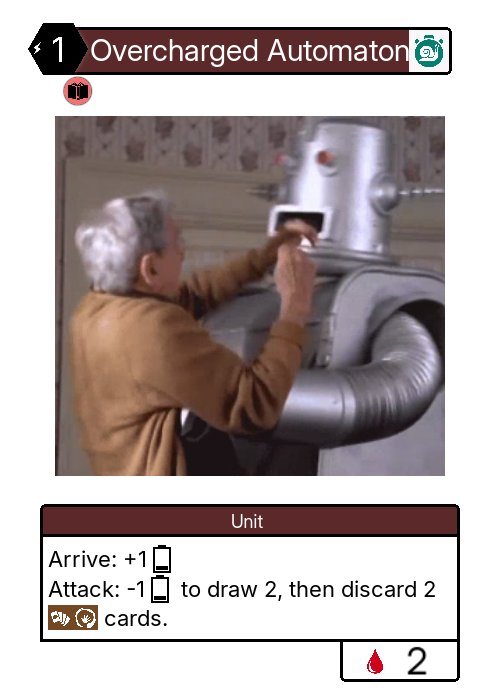 1 Overcharged Automaton
Unit
Arrive: +1
Attack: -1 to draw 2, then discard 2
cards.
2